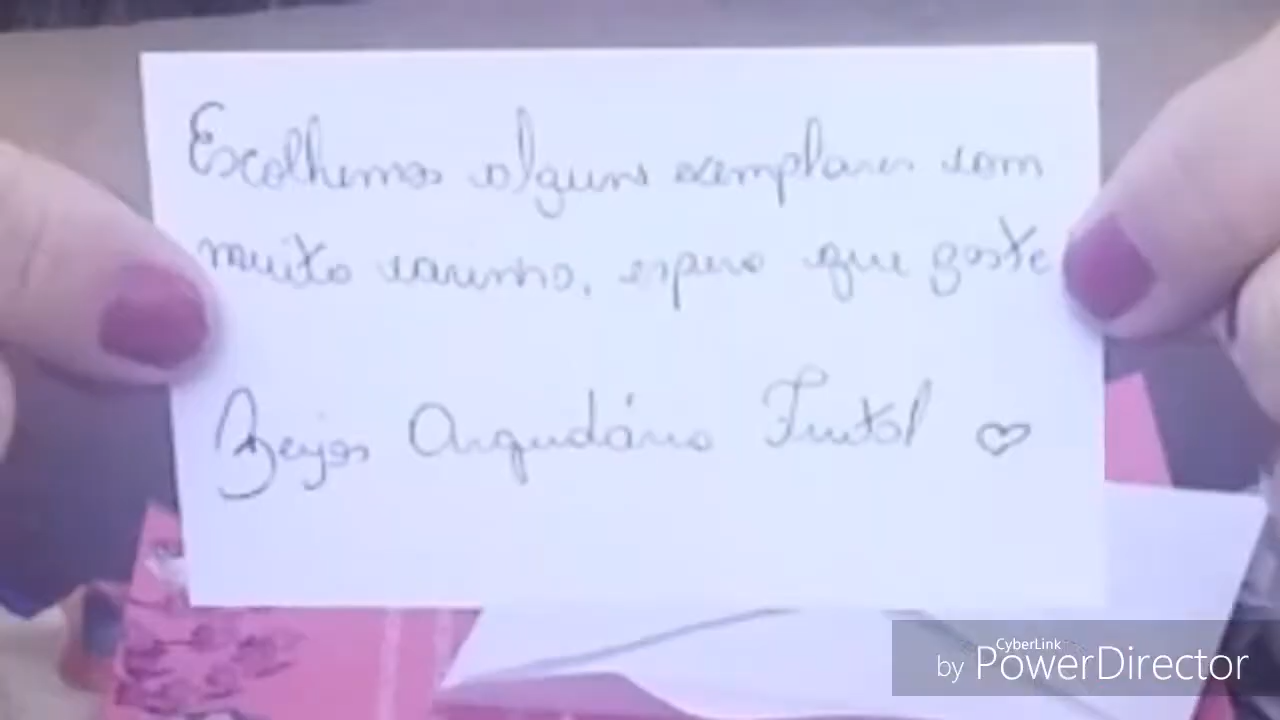 Escolhemos alguns exemplares com
muito carinho, espero que goste
Beijos Orquidário Frutal
CyberLink
by PowerDirector